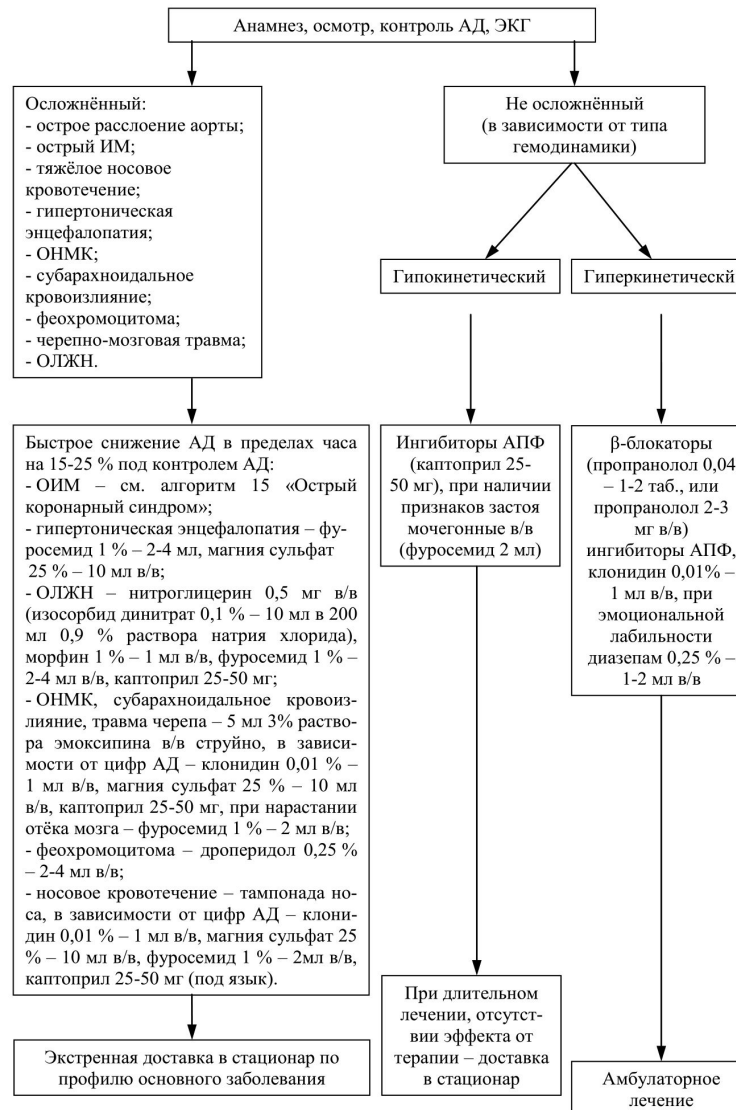 Анамнез, осмотр, контроль АД, ЭКГ
Осложнённый:
- острое расслоение аорты;
- острый ИМ;
- тяжёлое носовое
кровотечение;
- гипертоническая
энцефалопатия;
- ОНМК;
- субарахноидальное
кровоизлияние;
- феохромоцитома;
- черепно-мозговая травма;
- ОЛЖН.
Не осложнённый
(в зависимости от типа
гемодинамики)
Гипокинетический
Гиперкинетическй
Быстрое снижение АД в пределах часа
на 15-25 % под контролем АД:
- ОИМ – см. алгоритм 15 «Острый
коронарный синдром»;
- гипертоническая энцефалопатия – фу-
росемид 1 % – 2-4 мл, магния сульфат
25 % – 10 мл в/в;
- ОЛЖН – нитроглицерин 0,5 мг в/в
(изосорбид динитрат 0,1 % – 10 мл в 200
мл 0,9 % раствора натрия хлорида),
морфин 1 % – 1 мл в/в, фуросемид 1 % –
2-4 мл в/в, каптоприл 25-50 мг;
- ОНМК, субарахноидальное кровоиз-
лияние, травма черепа – 5 мл 3% раство-
ра эмоксипина в/в струйно, в зависи-
мости от цифр АД – клонидин 0,01 % –
1 мл в/в, магния сульфат 25 % – 10 мл
в/в, каптоприл 25-50 мг, при нарастании
отёка мозга – фуросемид 1 % – 2 мл в/в;
- феохромоцитома – дроперидол 0,25 %
– 2-4 мл в/в;
- носовое кровотечение – тампонада но-
са, в зависимости от цифр АД – клони-
дин 0,01 % – 1 мл в/в, магния сульфат 25
% – 10 мл в/в, фуросемид 1 % – 2мл в/в,
каптоприл 25-50 мг (под язык).
Ингибиторы АПФ
(каптоприл 25-
50 мг), при наличии
признаков застоя
мочегонные в/в
(фуросемид 2 мл)
β-блокаторы
(пропранолол 0,04
– 1-2 таб., или
пропранолол 2-3
мг в/в)
ингибиторы АПФ,
клонидин 0,01% –
1 мл в/в, при
эмоциональной
лабильности
диазепам 0,25 % –
1-2 мл в/в
Экстренная доставка в стационар по
профилю основного заболевания
При длительном
лечении, отсутст-
вии эффекта от
терапии – доставка
в стационар
Амбулаторное
лечение